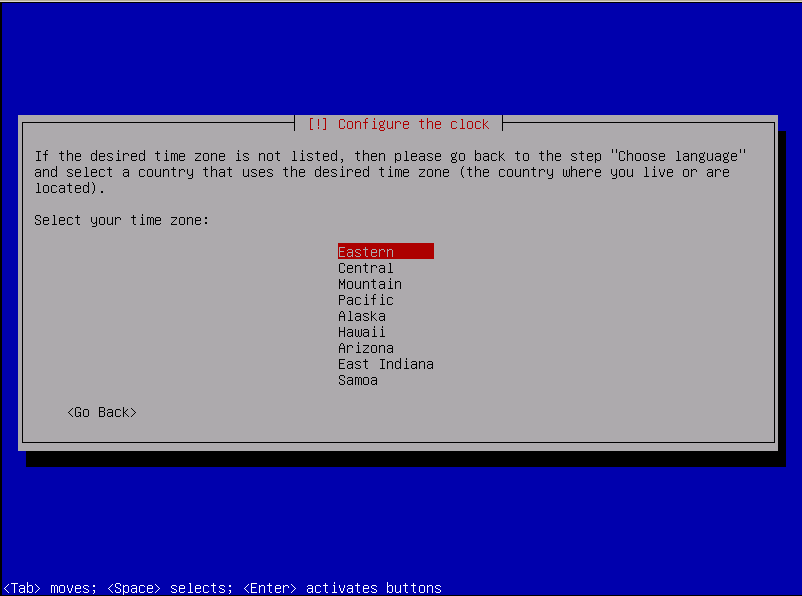 [!] Configure the clock
If the desired time zone is not listed, then please go back to the step "Choose language"
and select a country that uses the desired time zone (the country where you live or are
located).
Select your time zone:
Eastern
Central
Mountain
Pacific
Alaska
Hawaii
Arizona
East Indiana
Samoa
<Go Back>
<Tab> moves; <Space> selects; <Enter> activates buttons